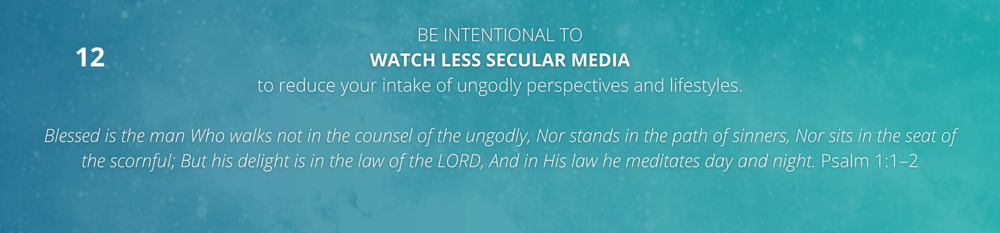 BE INTENTIONAL TO
12
WATCH LESS SECULAR MEDIA
to reduce your intake of ungodly perspectives and lifestyles.
Blessed is the man Who walks not in the counsel of the ungodly, Nor stands in the path of sinners, Nor sits in the seat of
the scornful; But his delight is in the law of the LORD, And in His law he meditates day and night. Psalm 1:1–2